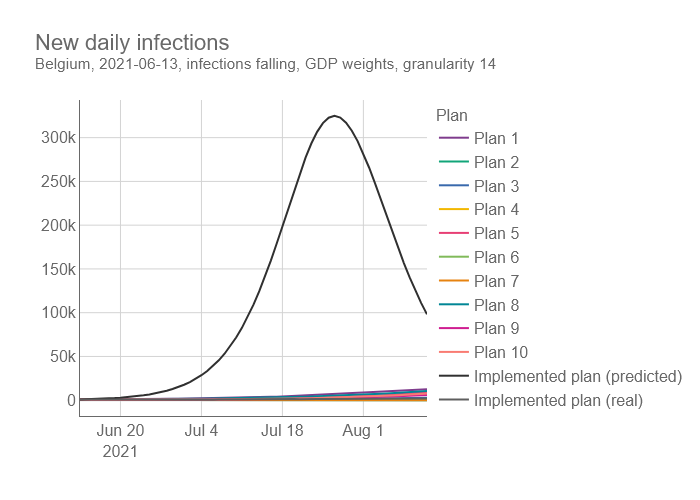 New daily infections
Belgium, 2021-06-13, infections falling, GDP weights, granularity 14
Plan
Plan 1
Plan 2
Plan 3
Plan 4
Plan 5
Plan 6
Plan 7
Plan 8
Plan 9
Plan 10
Implemented plan (predicted)
Implemented plan (real)
300k
250k
200k
150k
100k
50k
0
Jun 20 Jul 4 Jul 18 Aug 1
2021